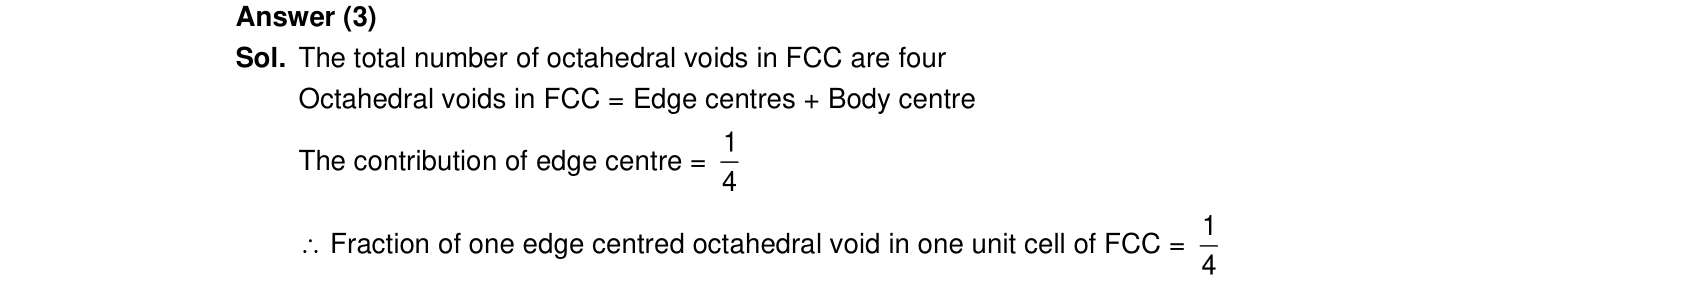 Answer (3)
Sol. The total number of octahedral voids in FCC are four
Octahedral voids in FCC = Edge centres + Body centre
The contribution of edge centre = 1/4
∴ Fraction of one edge centred octahedral void in one unit cell of FCC = 1/4